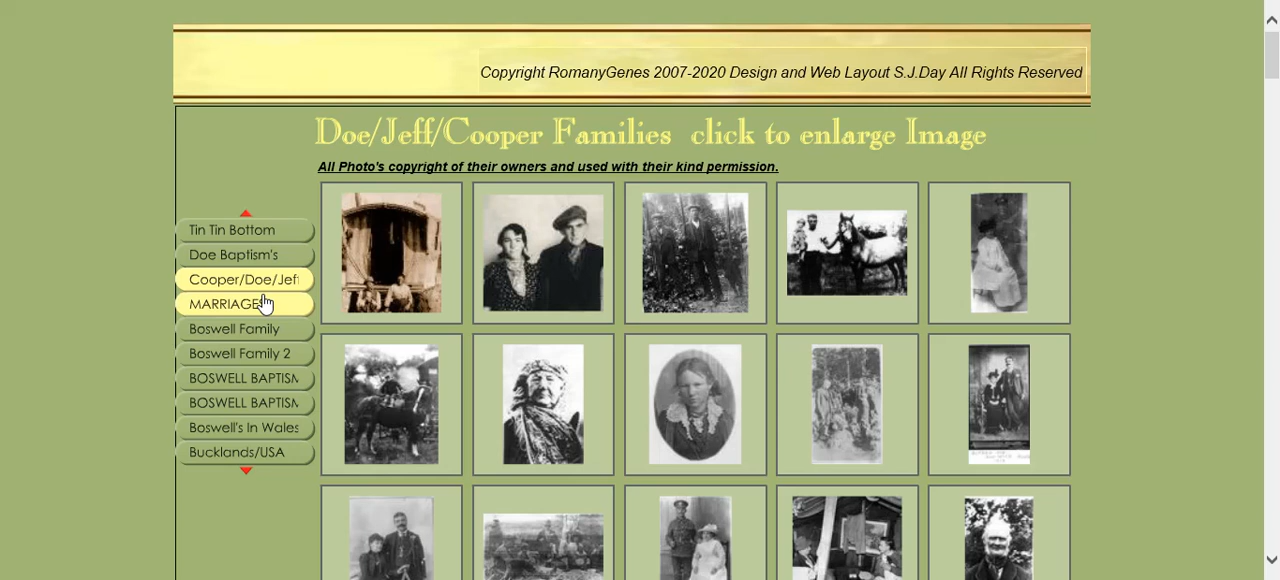 Copyright RomanyGenes 2007-2020 Design and Web Layout S.J.Day All Rights Reserved
Doe/Jeff/Cooper Families click to enlarge Image
All Photo's copyright of their owners and used with their kind permission.
Tin Tin Bottom
Doe Baptism's
Cooper/Doe/Jeff
MARRIAGE
Boswell Family
Boswell Family 2
BOSWELL BAPTISM
BOSWELL BAPTISM
Boswell's In Wales
Bucklands/USA